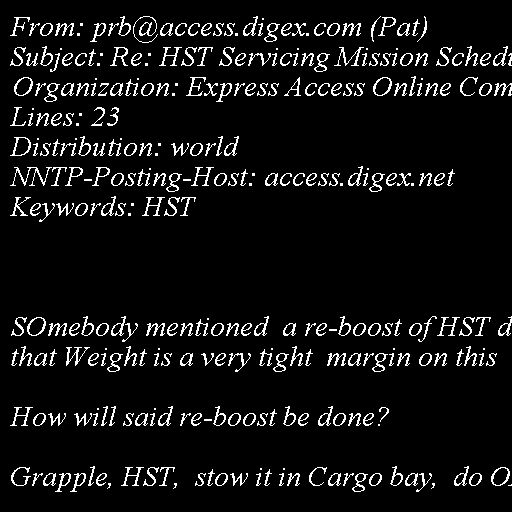 From: prb@access.digex.com (Pat)
Subject: Re: HST Servicing Mission
Organization: Express Access Online
Lines: 23
Distribution: world
NNTP-Posting-Host: access.digex.net
Keywords: HST
SOmebody mentioned  a re-boost of HST
that Weight is a very tight  margin on this
How will said re-boost be done?
Grapple, HST,  stow it in Cargo bay,  do